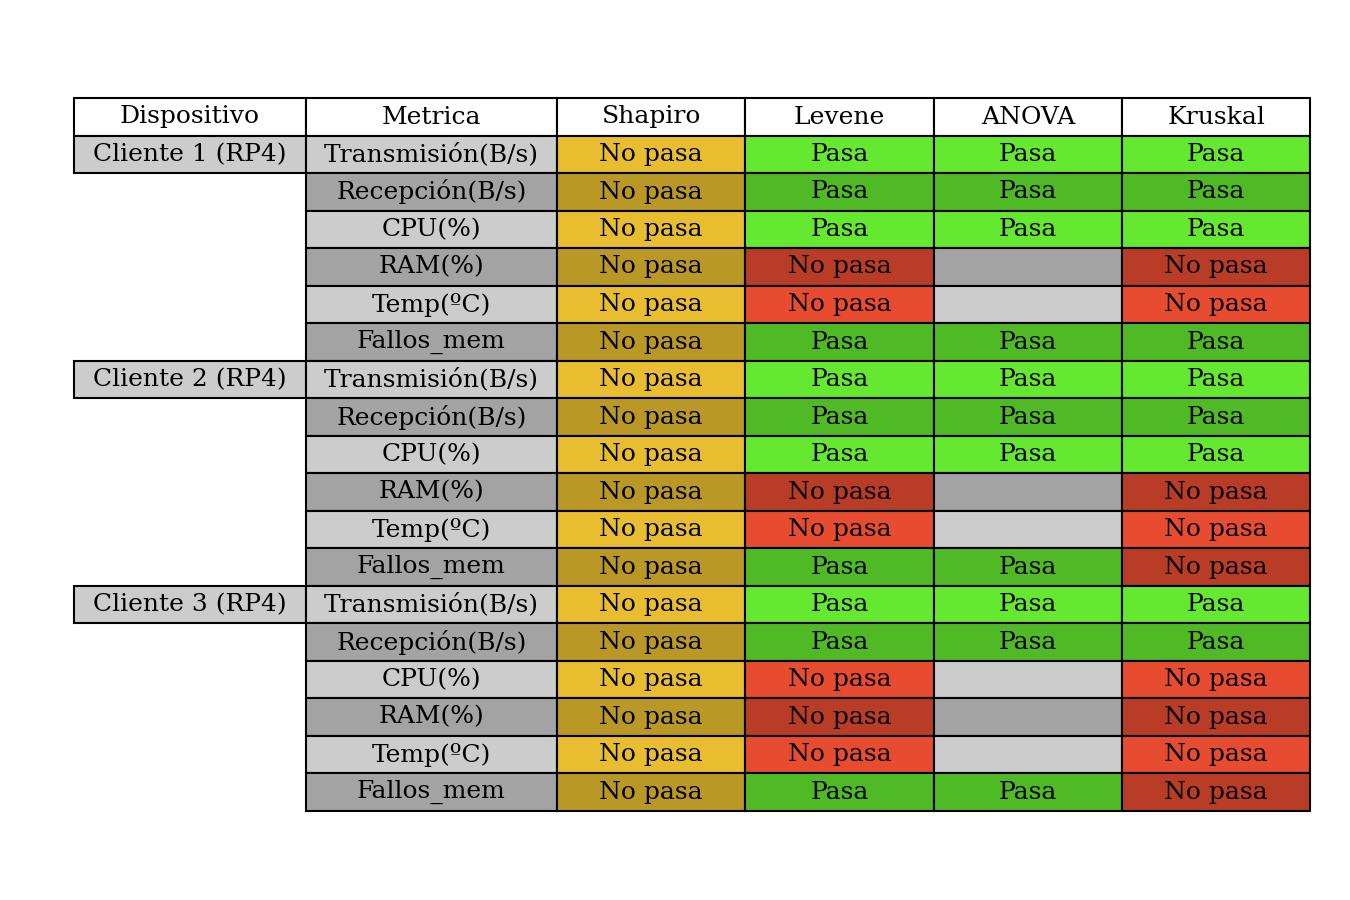 Dispositivo Metrica Shapiro Levene ANOVA Kruskal
Cliente 1 (RP4) Transmisión(B/s) No pasa Pasa Pasa Pasa
Recepción(B/s) No pasa Pasa Pasa Pasa
CPU(%) No pasa Pasa Pasa Pasa
RAM(%) No pasa No pasa No pasa
Temp(ºC) No pasa No pasa No pasa
Fallos_mem No pasa Pasa Pasa Pasa
Cliente 2 (RP4) Transmisión(B/s) No pasa Pasa Pasa Pasa
Recepción(B/s) No pasa Pasa Pasa Pasa
CPU(%) No pasa Pasa Pasa Pasa
RAM(%) No pasa No pasa No pasa
Temp(ºC) No pasa No pasa No pasa
Fallos_mem No pasa Pasa Pasa No pasa
Cliente 3 (RP4) Transmisión(B/s) No pasa Pasa Pasa Pasa
Recepción(B/s) No pasa Pasa Pasa Pasa
CPU(%) No pasa No pasa No pasa
RAM(%) No pasa No pasa No pasa
Temp(ºC) No pasa No pasa No pasa
Fallos_mem No pasa Pasa Pasa No pasa